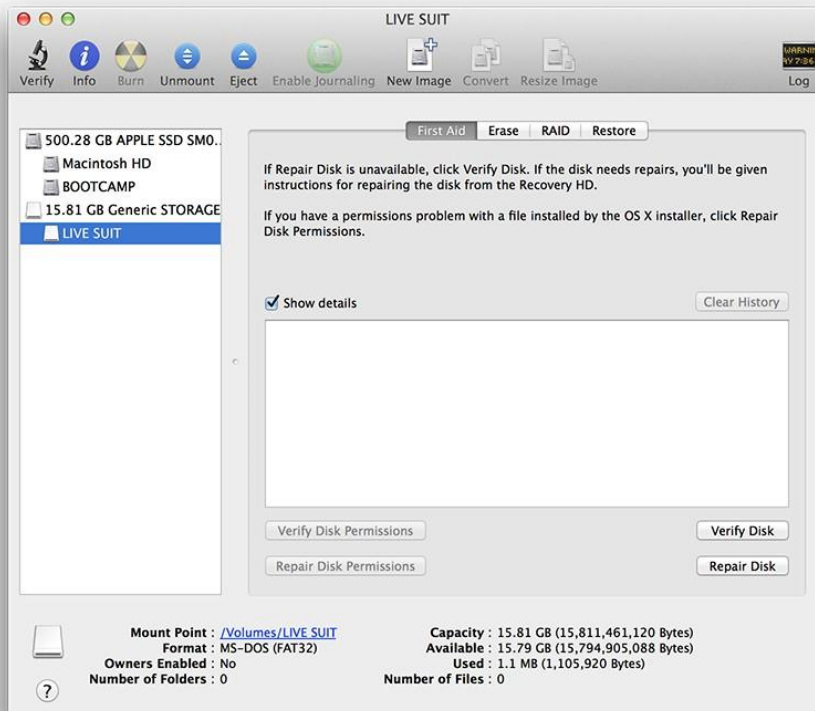 LIVE SUIT
Verify Info Burn Unmount Eject Enable Journaling New Image Convert Resize Image Log
WARNIN
AY 7:86
500.28 GB APPLE SSD SM0..
Macintosh HD
BOOTCAMP
15.81 GB Generic STORAGE
LIVE SUIT
First Aid Erase RAID Restore
If Repair Disk is unavailable, click Verify Disk. If the disk needs repairs, you'll be given
instructions for repairing the disk from the Recovery HD.
If you have a permissions problem with a file installed by the OS X installer, click Repair
Disk Permissions.
Show details Clear History
Verify Disk Permissions Verify Disk
Repair Disk Permissions Repair Disk
Mount Point : /Volumes/LIVE SUIT Capacity : 15.81 GB (15,811,461,120 Bytes)
Format : MS-DOS (FAT32) Available : 15.79 GB (15,794,905,088 Bytes)
Owners Enabled : No Used : 1.1 MB (1,105,920 Bytes)
Number of Folders : 0 Number of Files : 0
?